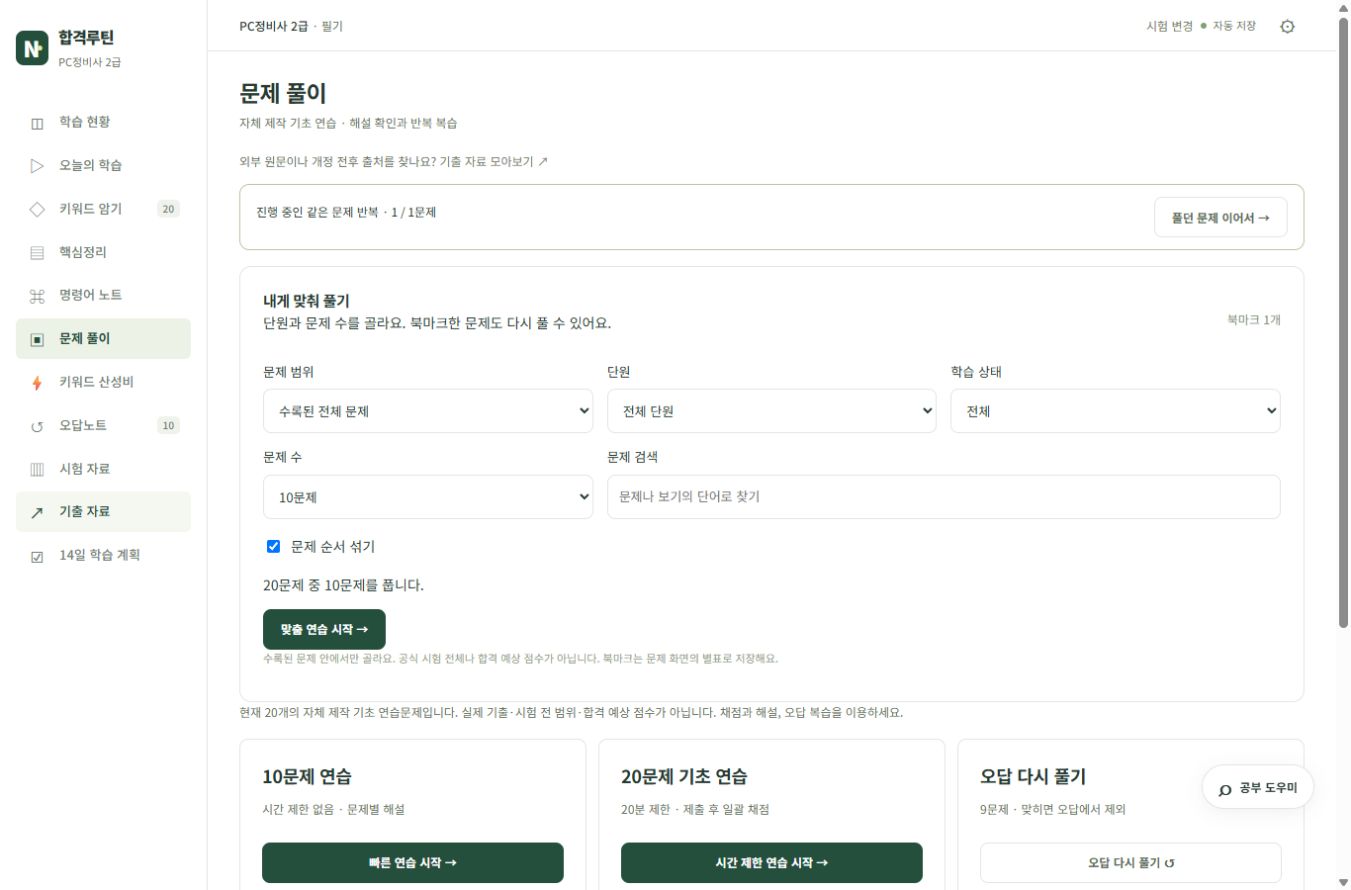 합격루틴
PC정비사 2급
학습 현황
오늘의 학습
키워드 암기 20
핵심정리
명령어 노트
문제 풀이
키워드 산성비
오답노트 10
시험 자료
기출 자료
14일 학습 계획
PC정비사 2급 · 필기
시험 변경 ● 자동 저장
문제 풀이
자체 제작 기초 연습 · 해설 확인과 반복 복습
외부 원문이나 개정 전후 출처를 찾나요? 기출 자료 모아보기 ↗
진행 중인 같은 문제 반복 · 1 / 1문제
풀던 문제 이어서 →
내게 맞춰 풀기
단원과 문제 수를 골라요. 북마크한 문제도 다시 풀 수 있어요.
북마크 1개
문제 범위
수록된 전체 문제
단원
전체 단원
학습 상태
전체
문제 수
10문제
문제 검색
문제나 보기의 단어로 찾기
문제 순서 섞기
20문제 중 10문제를 풉니다.
맞춤 연습 시작 →
수록된 문제 안에서만 골라요. 공식 시험 전체나 합격 예상 점수가 아닙니다. 북마크는 문제 화면의 별표로 저장해요.
현재 20개의 자체 제작 기초 연습문제입니다. 실제 기출·시험 전 범위·합격 예상 점수가 아닙니다. 채점과 해설, 오답 복습을 이용하세요.
10문제 연습
시간 제한 없음 · 문제별 해설
빠른 연습 시작 →
20문제 기초 연습
20분 제한 · 제출 후 일괄 채점
시간 제한 연습 시작 →
오답 다시 풀기
9문제 · 맞히면 오답에서 제외
오답 다시 풀기 ↺
공부 도우미